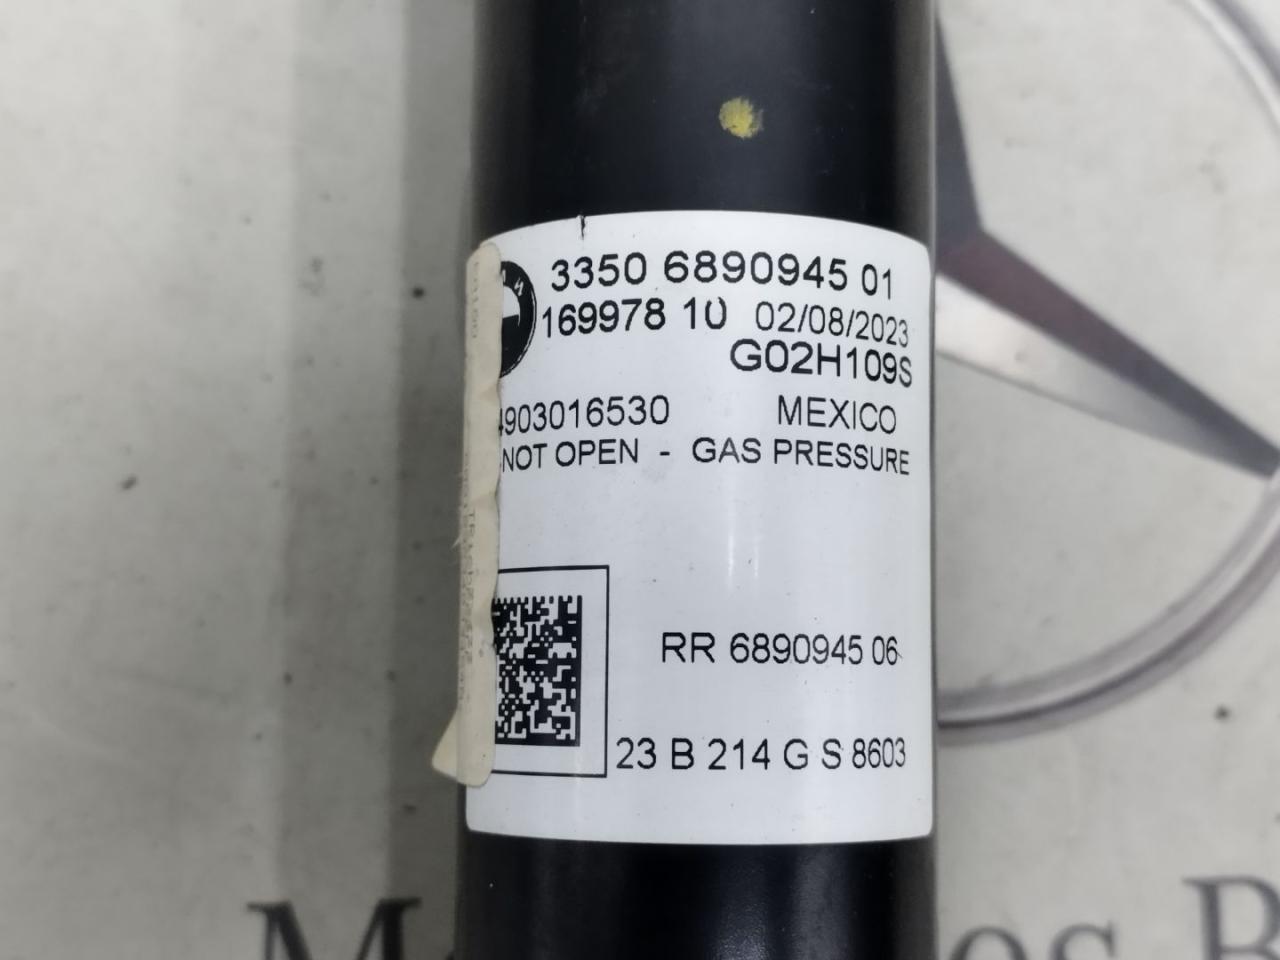 3350 6890945 01
169978 10 02/08/2023
G02H109S
4903016530 MEXICO
NOT OPEN - GAS PRESSURE
RR 6890945 06
23 B 214 G S 8603